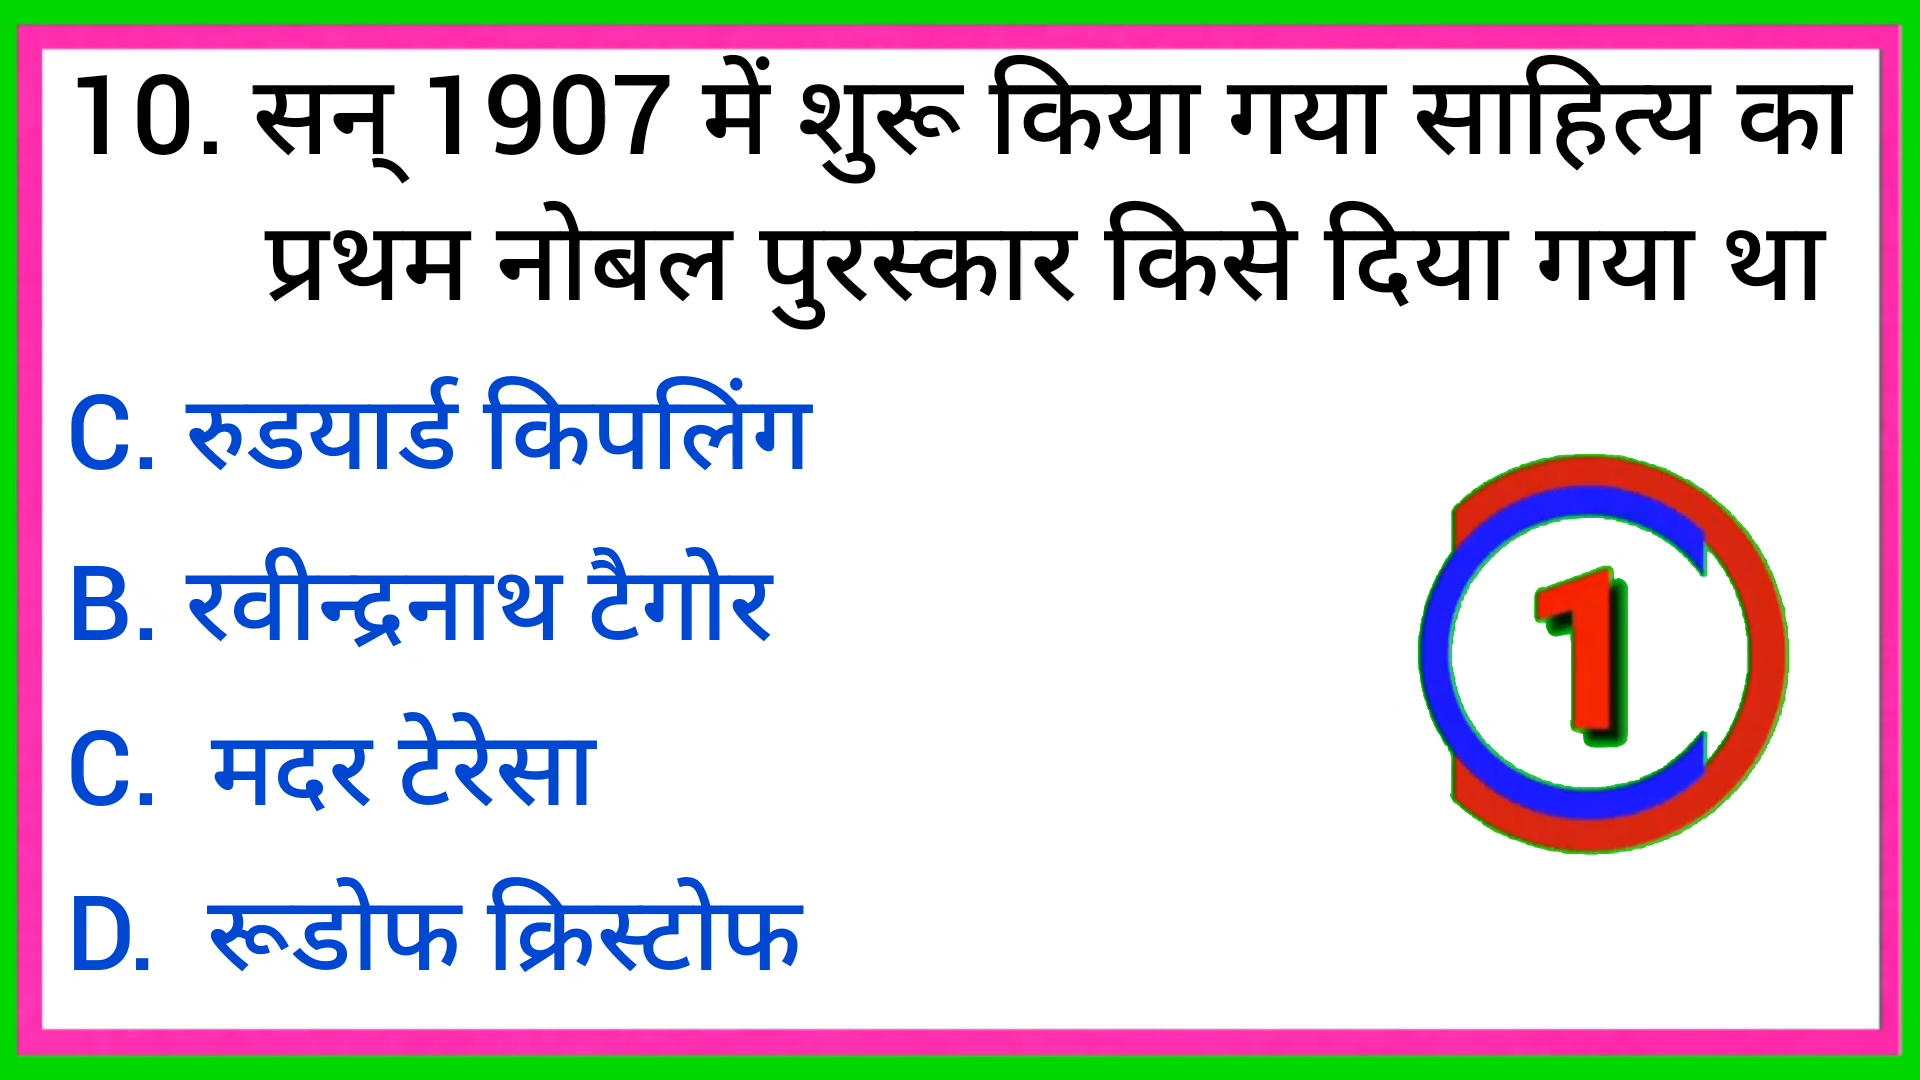 10. सन् 1907 में शुरू किया गया साहित्य का
प्रथम नोबल पुरस्कार किसे दिया गया था
C. रुडयार्ड किपलिंग
B. रवीन्द्रनाथ टैगोर
C. मदर टेरेसा
D. रूडोफ क्रिस्टोफ
1